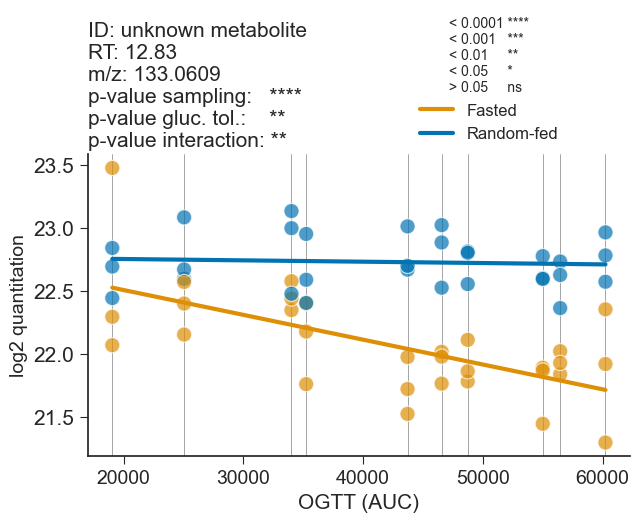 ID: unknown metabolite
RT: 12.83
m/z: 133.0609
p-value sampling: ****
p-value gluc. tol.: **
p-value interaction: **
< 0.0001 ****
< 0.001 ***
< 0.01 **
< 0.05 *
> 0.05 ns
Fasted
Random-fed
23.5
23.0
22.5
22.0
21.5
log2 quantitation
20000 30000 40000 50000 60000
OGTT (AUC)